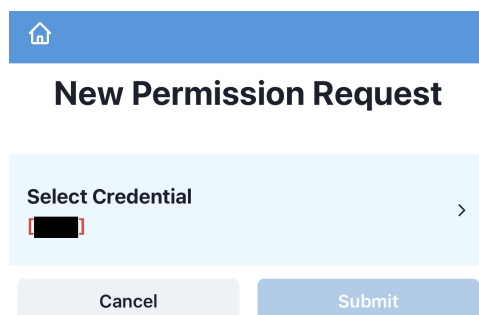 New Permission Request
Select Credential
[ ]
Cancel
Submit